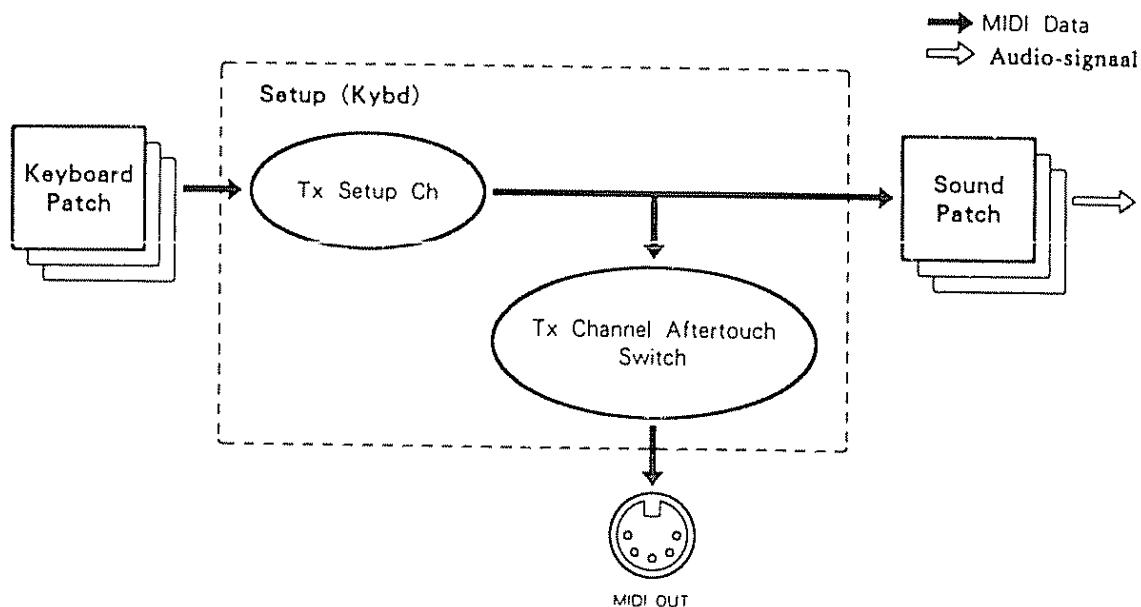 MIDI Data
Audio-signaal
Setup (Kybd)
Keyboard
Patch
Tx Setup Ch
Sound
Patch
Tx Channel Aftertouch
Switch
MIDI OUT